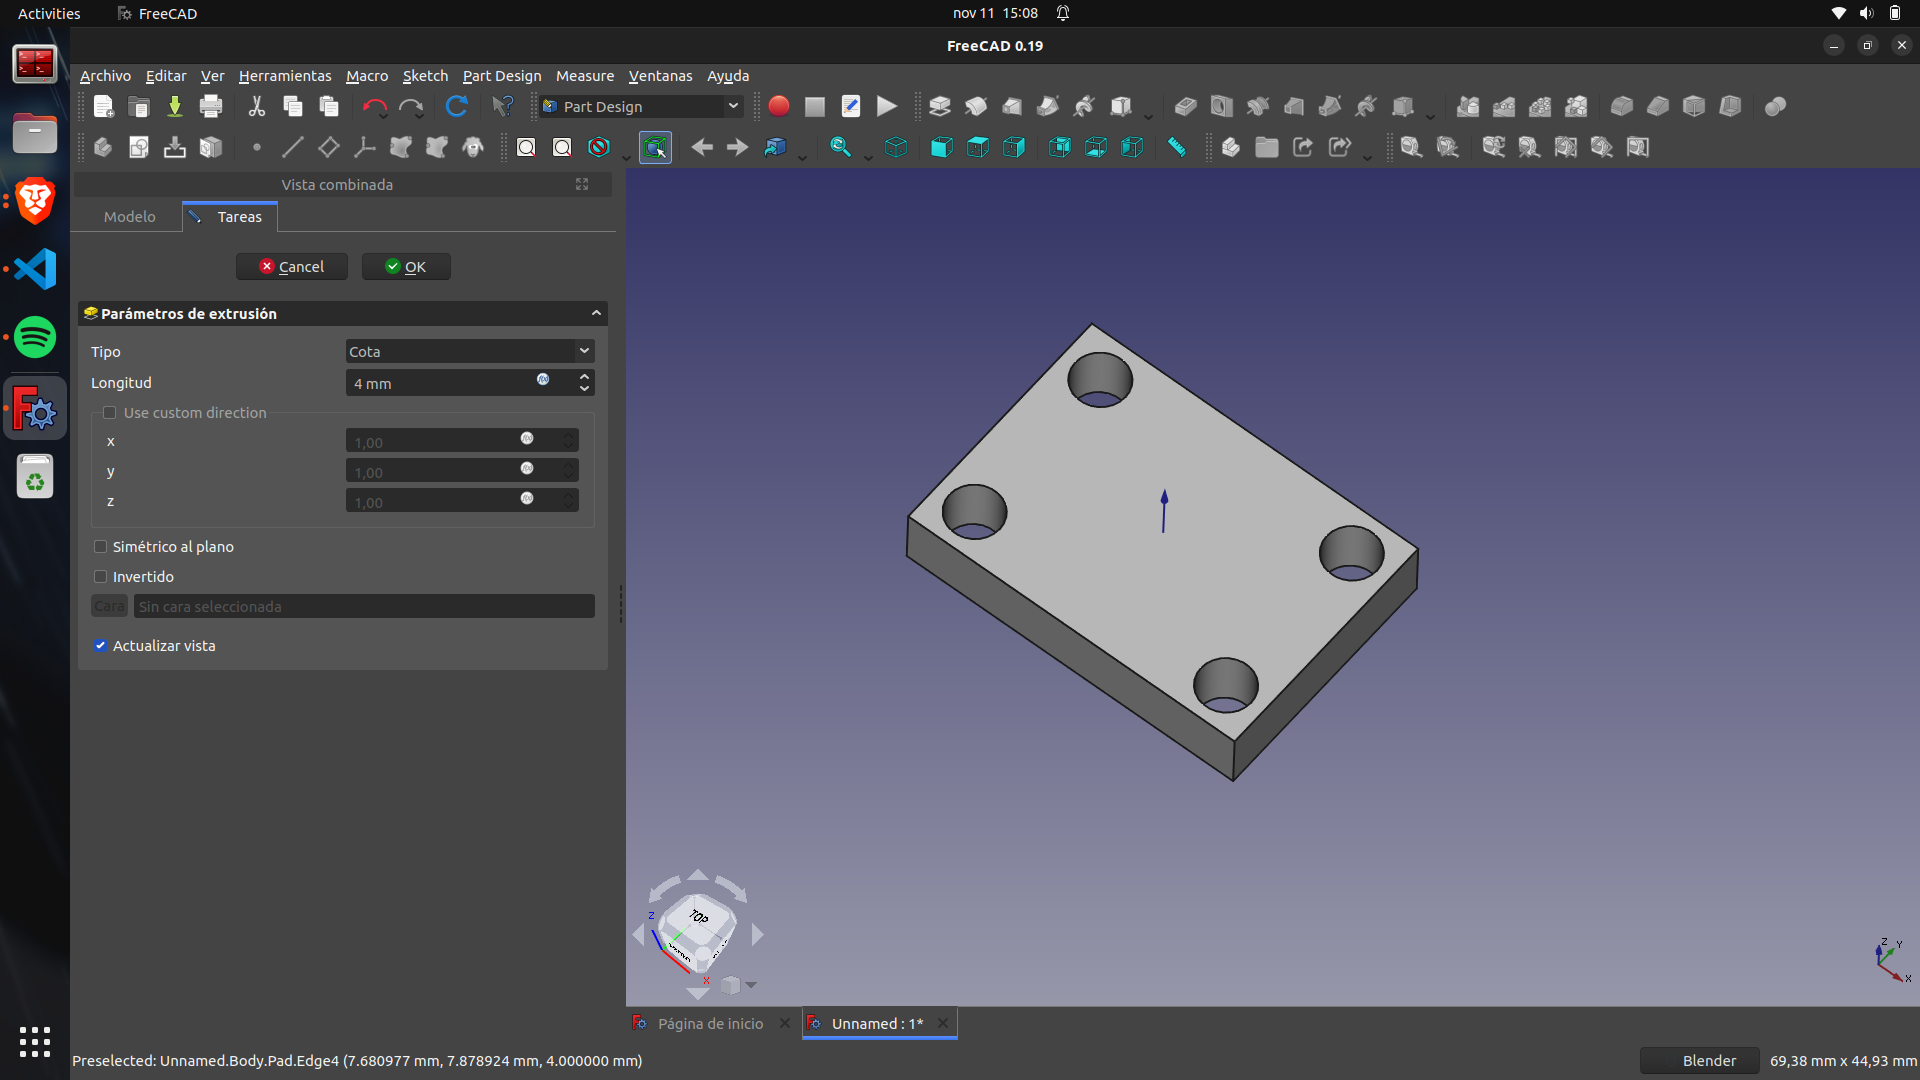 Activities FreeCAD nov 11 15:08
FreeCAD 0.19
Archivo Editar Ver Herramientas Macro Sketch Part Design Measure Ventanas Ayuda
Part Design
Vista combinada
Modelo Tareas
Cancel OK
Parámetros de extrusión
Tipo Cota
Longitud 4 mm
Use custom direction
x 1,00
y 1,00
z 1,00
Simétrico al plano
Invertido
Cara Sin cara seleccionada
Actualizar vista
TOP
Z
X
Z
Y
X
Página de inicio Unnamed : 1*
Preselected: Unnamed.Body.Pad.Edge4 (7.680977 mm, 7.878924 mm, 4.000000 mm) Blender 69,38 mm x 44,93 mm